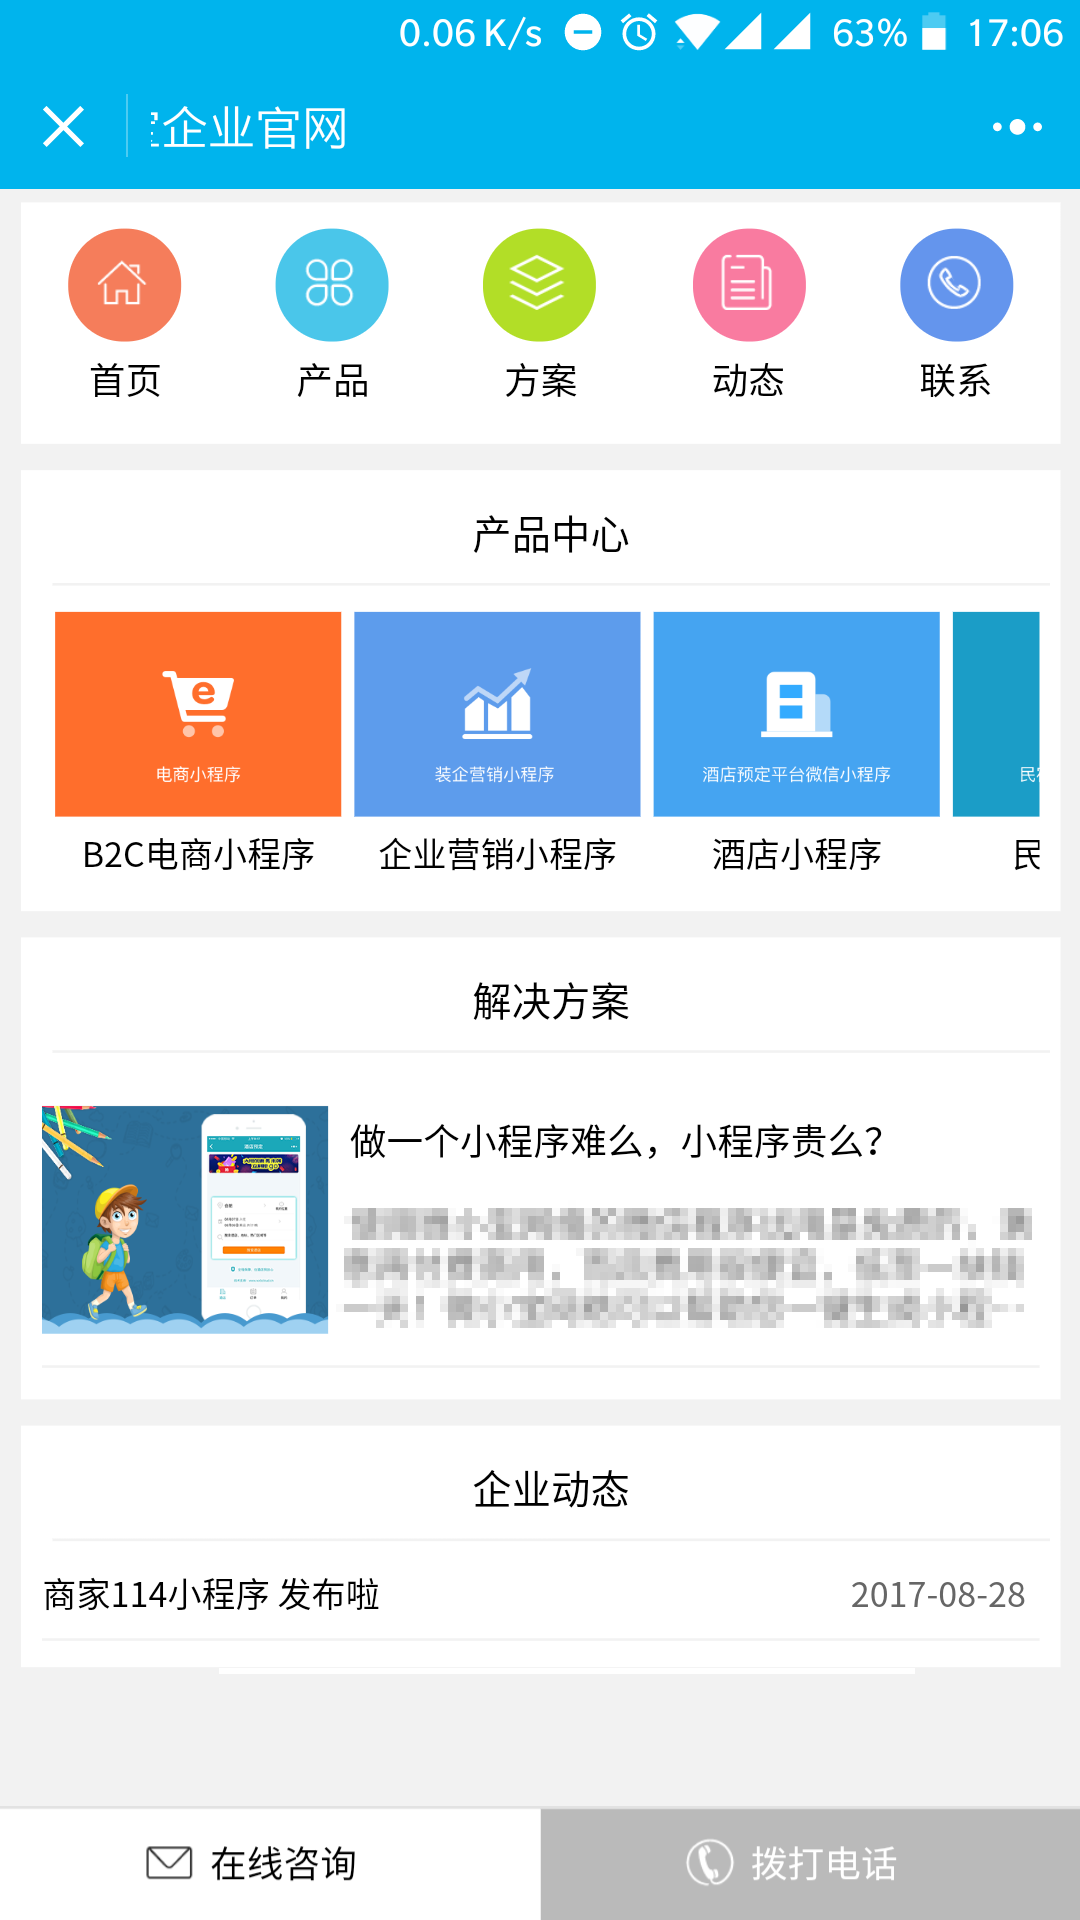 0.06 K/s 63% 17:06
企业官网
首页 产品 方案 动态 联系
产品中心
电商小程序 装企营销小程序 酒店预定平台微信小程序 民
B2C电商小程序 企业营销小程序 酒店小程序 民
解决方案
做一个小程序难么，小程序贵么？
企业动态
商家114小程序 发布啦 2017-08-28
在线咨询 拨打电话